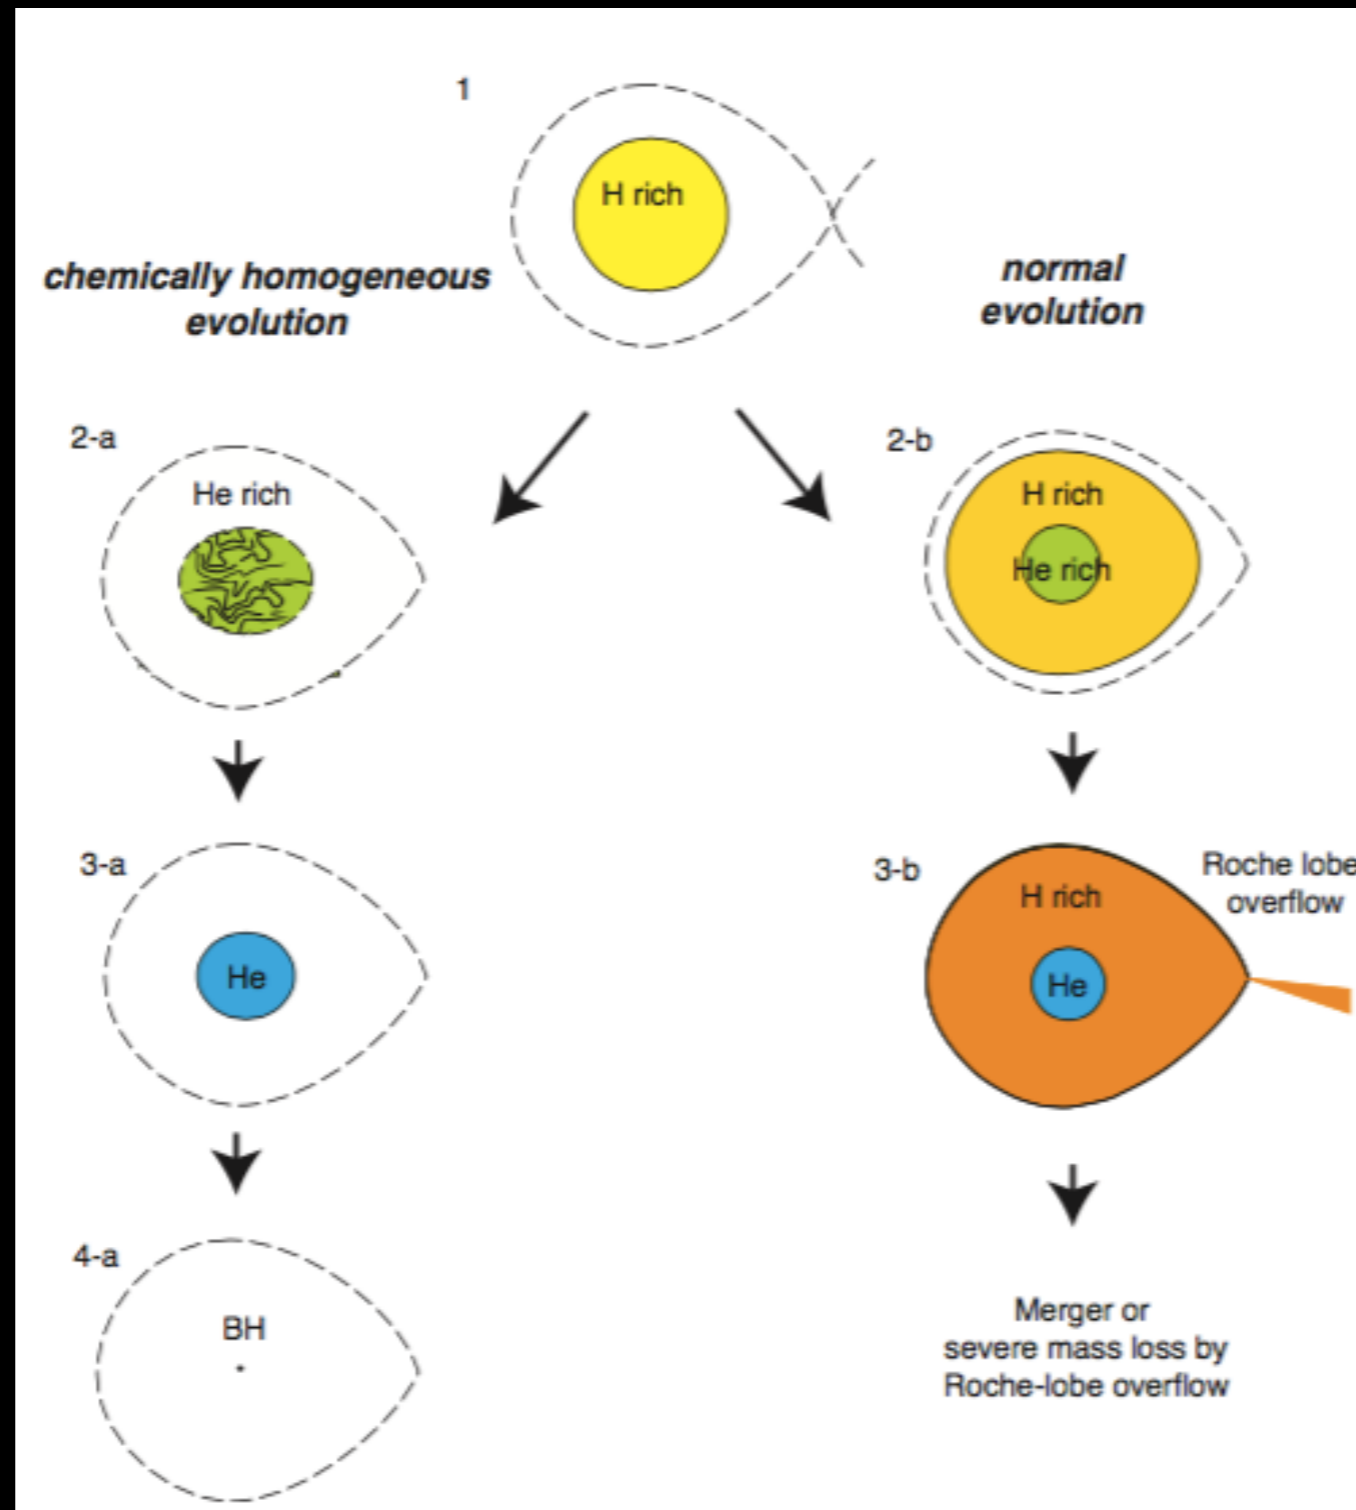 1
H rich
chemically homogeneous
evolution
normal
evolution
2-a
He rich
2-b
H rich
He rich
3-a
He
3-b
H rich
He
Roche lobe
overflow
4-a
BH
Merger or
severe mass loss by
Roche-lobe overflow